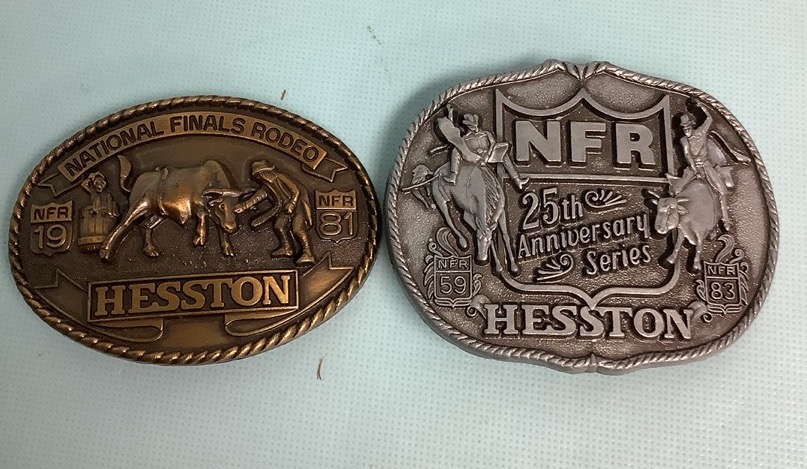 NATIONAL FINALS RODEO
NFR
19
NFR
81
HESSTON
NFR
25th
Anniversary
Series
NFR
59
NFR
83
HESSTON